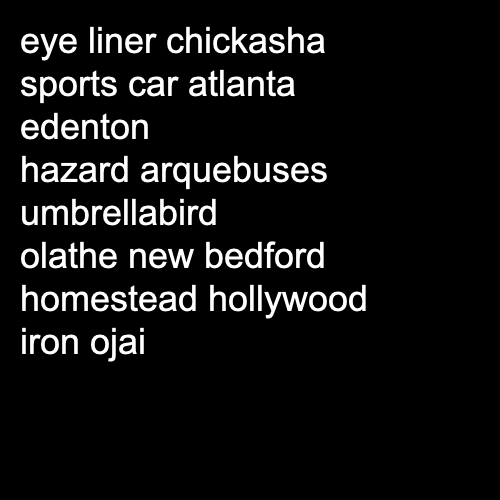 eye liner chickasha
sports car atlanta
edenton
hazard arquebuses
umbrellabird
olathe new bedford
homestead hollywood
iron ojai